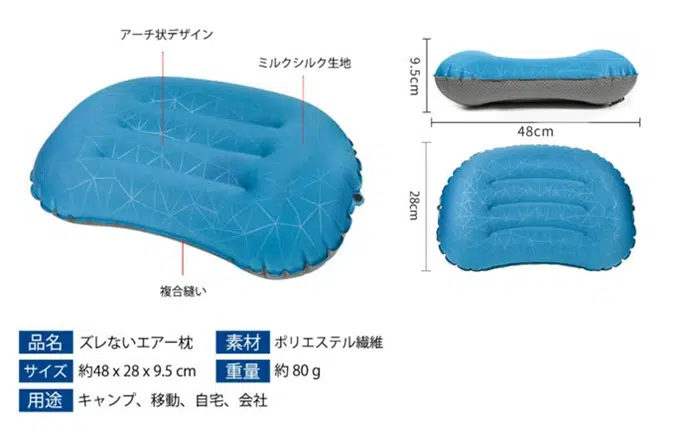 アーチ状デザイン
ミルクシルク生地
9.5cm
48cm
28cm
複合縫い
品名 ズレないエアー枕 素材 ポリエステル繊維
サイズ 約48 x 28 x 9.5 cm 重量 約 80 g
用途 キャンプ、移動、自宅、会社